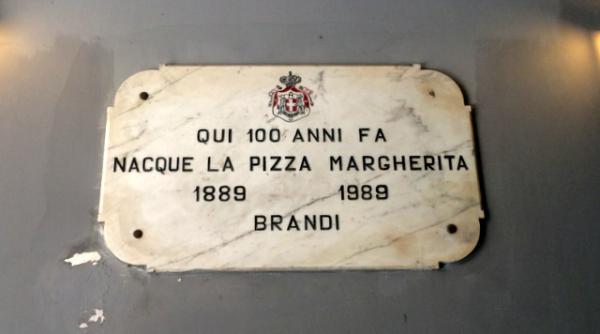 QUI 100 ANNI FA
NACQUE LA PIZZA MARGHERITA
1889 1989
BRANDI